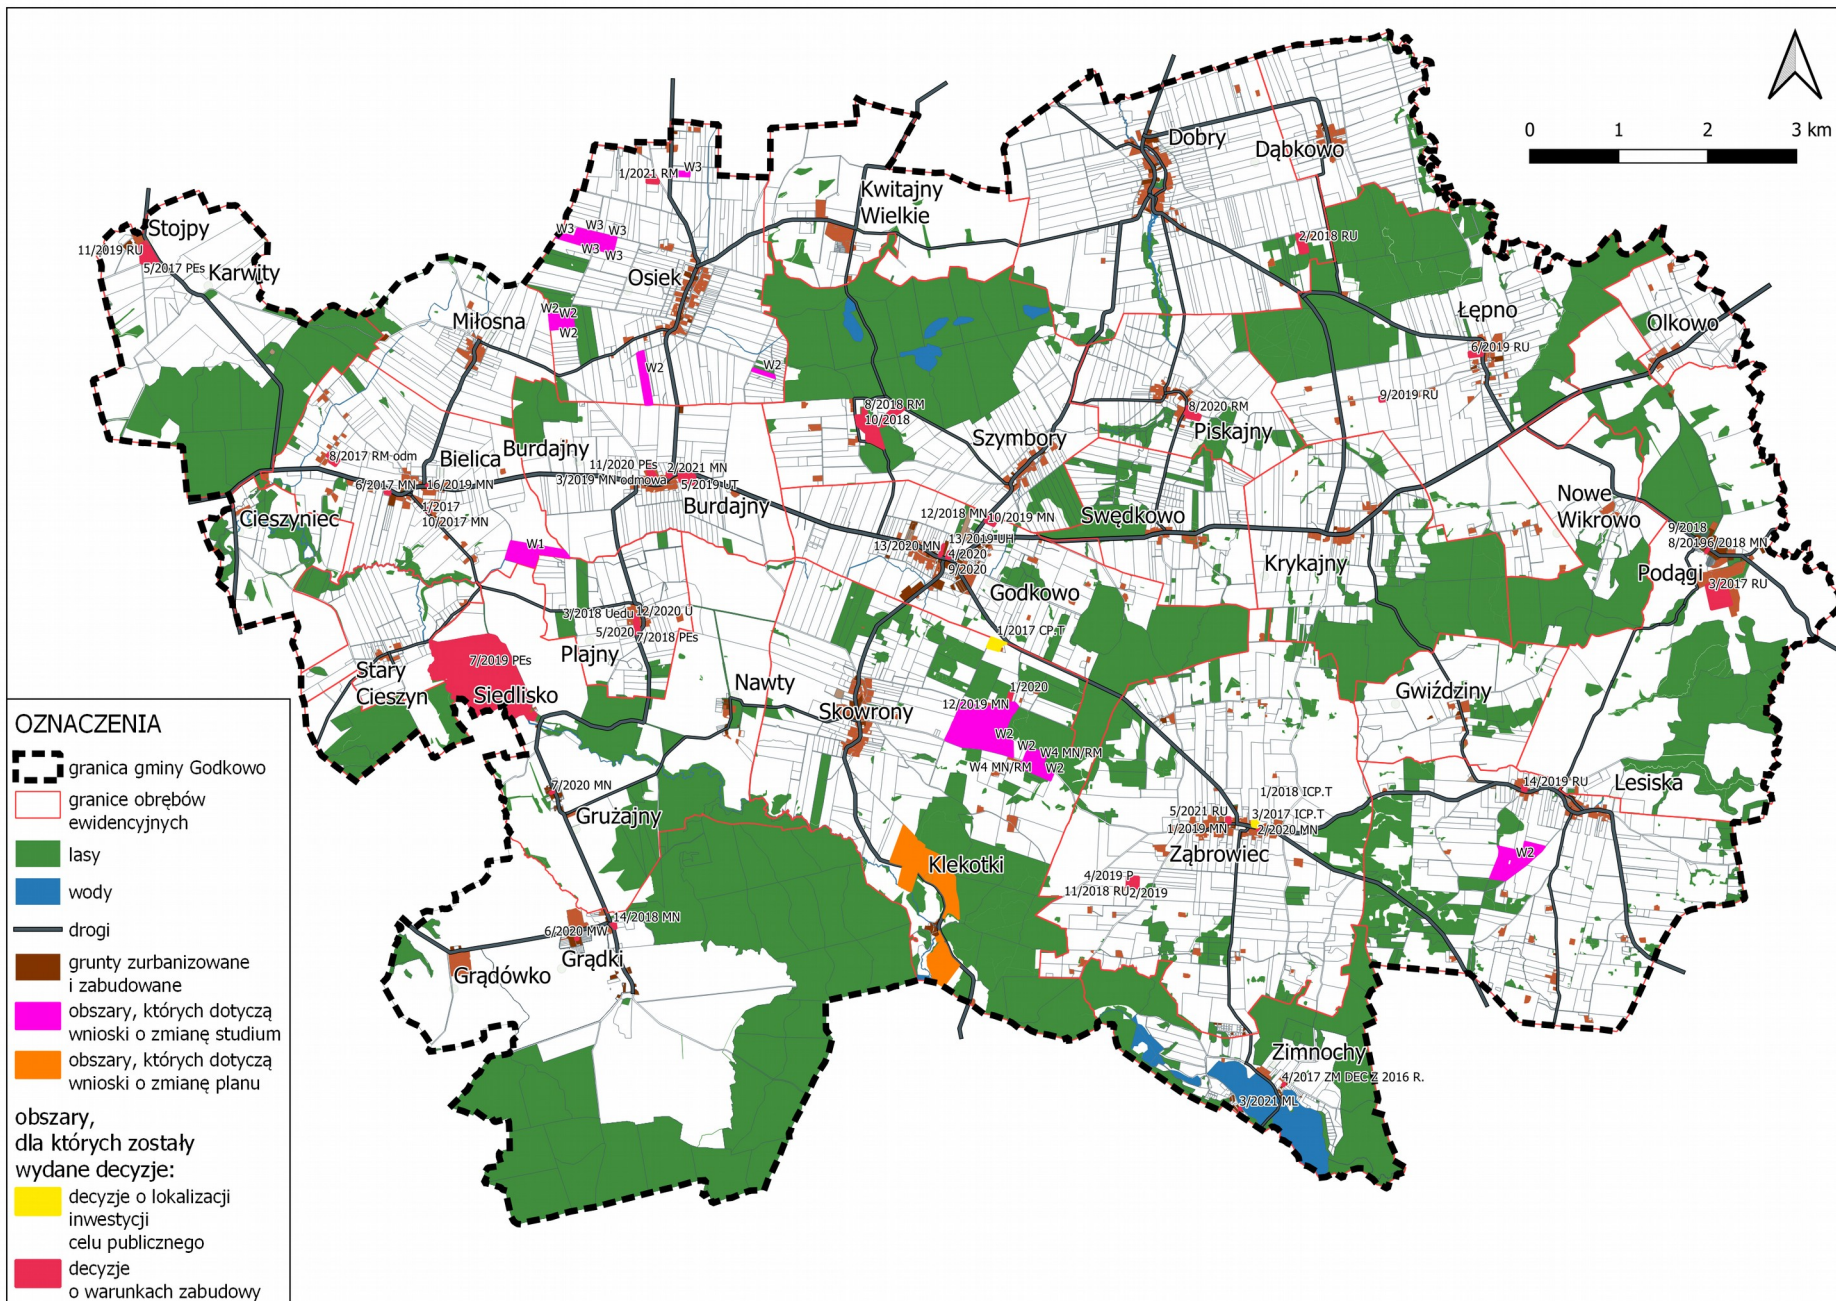 Dobry
Dąbkowo
0 1 2 3 km
1/2021 RM
W3
Kwitajny
Wielkie
Stojpy
11/2019 RU
5/2017 PEs
Karwity
W3
W3
W3
W3
W3
Osiek
2/2018 RU
Miłosna
W2
W2
W2
W2
W2
Łępno
Olkowo
6/2019 RU
9/2019 RU
8/2018 RM
10/2018
8/2020 RM
Piskajny
Szymbory
8/2017 RM odm
Bielica
Burdajny
11/2020 PEs
2/2021 MN
3/2019 MN odmowa
5/2019 UT
6/2017 MN
16/2019 MN
1/2017
10/2017 MN
Burdajny
Cieszyniec
W1
12/2018 MN
10/2019 MN
13/2019 UH
13/2020 MN
4/2020
9/2020
Swędkowo
Godkowo
Krykajny
Nowe
Wikrowo
9/2018
8/2019
6/2018 MN
Podągi
3/2017 RU
3/2018 Uedu
12/2020 U
5/2020
7/2018 PEs
Plajny
1/2017 CP.T
7/2019 PEs
Siedlisko
Stary
Cieszyn
Nawty
Skowrony
1/2020
12/2019 MN
W2
W2
W4 MN/RM
W4 MN/RM
W2
Gwiździny
7/2020 MN
Grużajny
14/2019 RU
Lesiska
W2
1/2018 ICP.T
5/2021 RU
3/2017 ICP.T
1/2019 MN
2/2020 MN
Ząbrowiec
4/2019 P
11/2018 RU
2/2019
Klekotki
14/2018 MN
6/2020 MW
Grądki
Grądówko
Zimnochy
4/2017 ZM DEC Z 2016 R.
3/2021 ML
OZNACZENIA
granica gminy Godkowo
granice obrębów
ewidencyjnych
lasy
wody
drogi
grunty zurbanizowane
i zabudowane
obszary, których dotyczą
wnioski o zmianę studium
obszary, których dotyczą
wnioski o zmianę planu
obszary,
dla których zostały
wydane decyzje:
decyzje o lokalizacji
inwestycji
celu publicznego
decyzje
o warunkach zabudowy